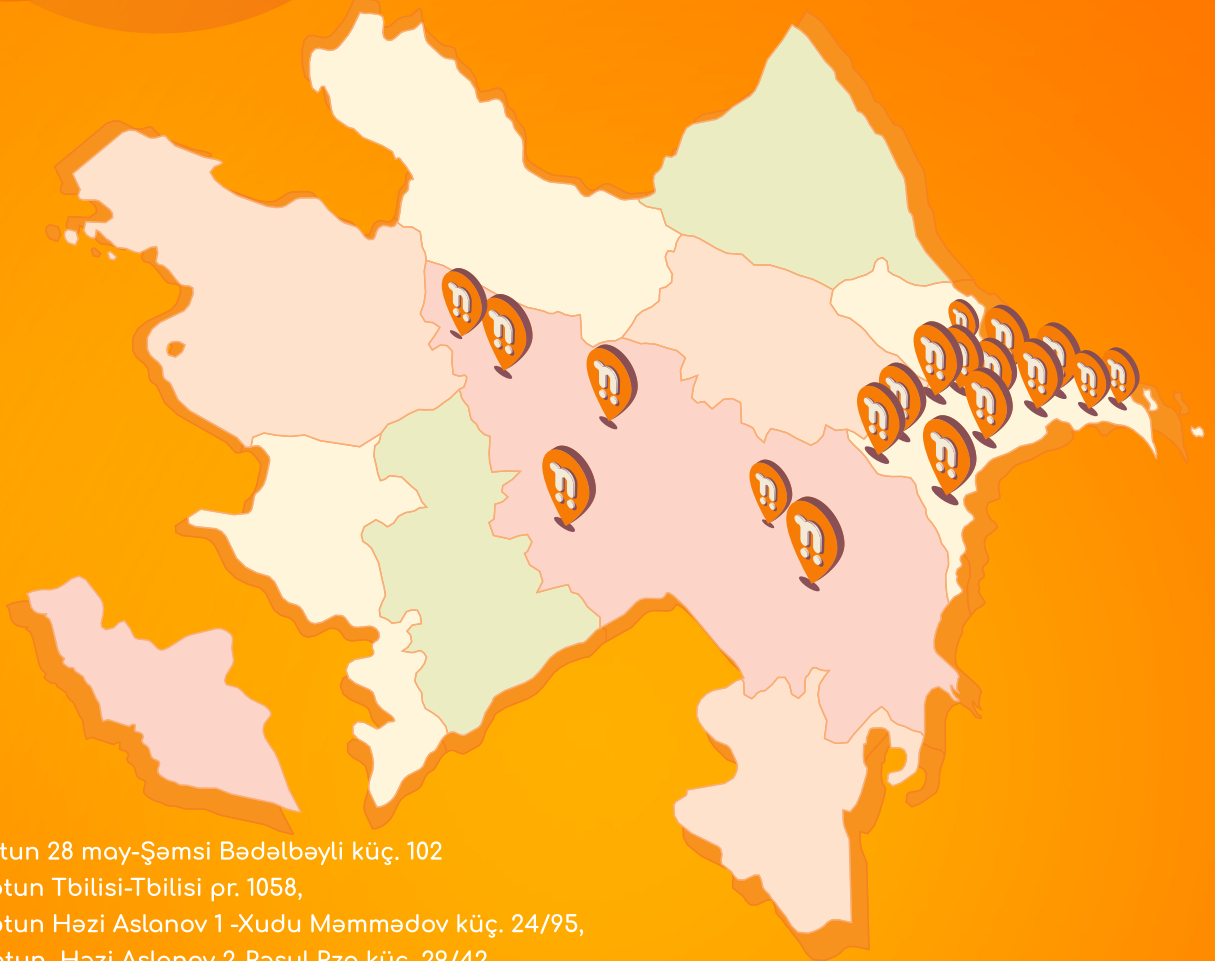 tun 28 may-Şəmsi Bədəlbəyli küç. 102
tun Tbilisi-Tbilisi pr. 1058,
tun Həzi Aslanov 1 -Xudu Məmmədov küç. 24/95,